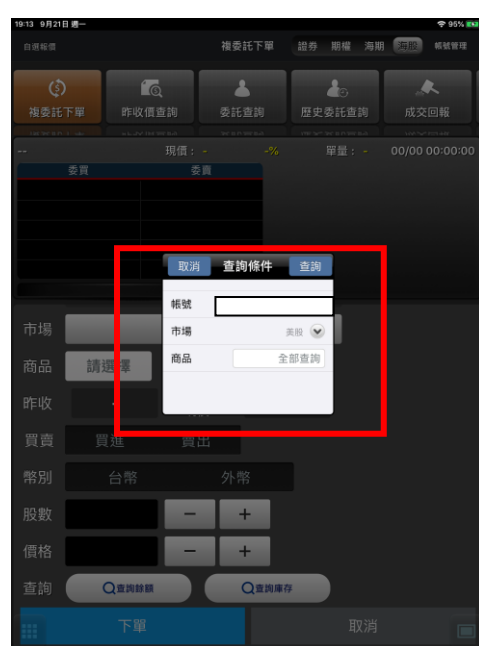 19:13 9月21日 週一 95%
自選報價 複委託下單 證券 期權 海期 海股 帳號管理
複委託下單 昨收價查詢 委託查詢 歷史委託查詢 成交回報
-- 現價： - -% 單量： - 00/00 00:00:00
委買 委賣
取消 查詢條件 查詢
帳號
市場 美股
商品 全部查詢
市場
商品 請選擇
昨收 -
買賣 買進 賣出
幣別 台幣 外幣
股數 － ＋
價格 － ＋
查詢 查詢餘額 查詢庫存
下單 取消